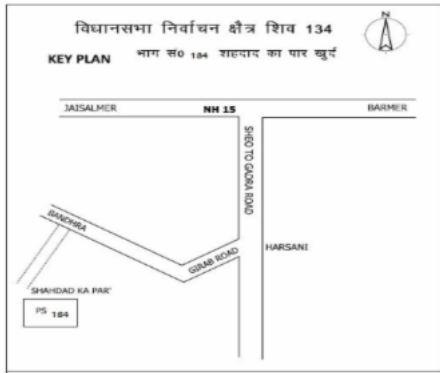 विधानसभा निर्वाचन क्षैत्र शिव 134
N
KEY PLAN
भाग सं0 184 शहदाद का पार खुर्द
JAISALMER
NH 15
BARMER
SHEO TO GADRA ROAD
BANDHRA
GIRAB ROAD
HARSANI
SHAHDAD KA PAR'
PS 184